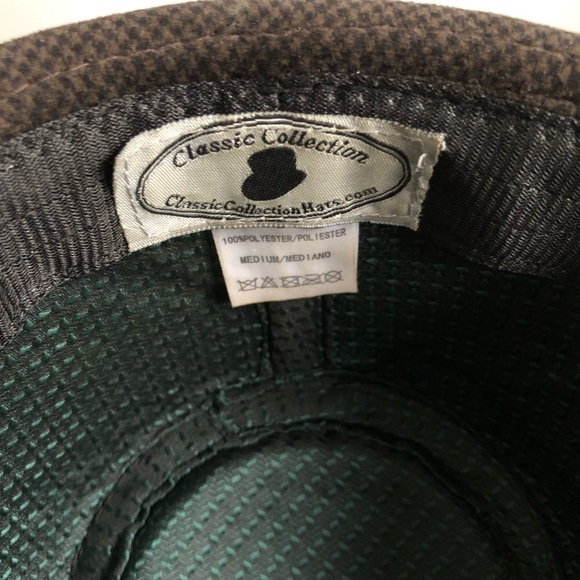 Classic Collection
ClassicCollectionHats.com
100%POLYESTER/POLIESTER
MEDIUM/MEDIANO